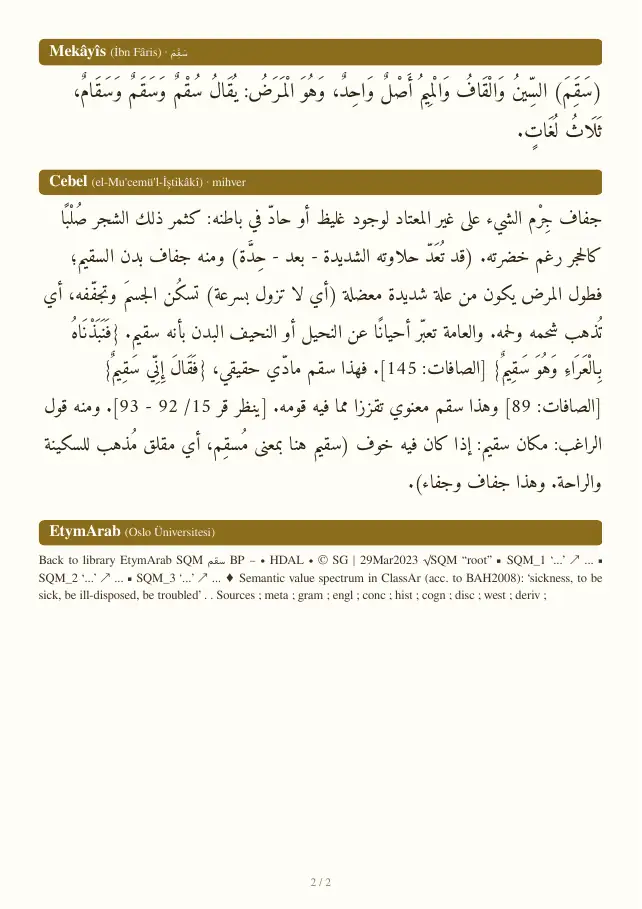 Mekâyîs (İbn Fâris) · سَقَِمَ
(سَقِمَ) السِّينُ وَالْقَافُ وَالْمِيمُ أَصْلٌ وَاحِدٌ، وَهُوَ الْمَرَضُ: يُقَالُ سُقْمٌ وَسَقَمٌ وَسَقَامٌ،
ثَلَاثُ لُغَاتٍ.
Cebel (el-Mu'cemü'l-İştikâkî) · mihver
جفاف جِرْم الشيء على غير المعتاد لوجود غليظ أو حادّ في باطنه: كثمر ذلك الشجر صُلْبًا
كالحجر رغم خضرته. (قد تُعَدّ حلاوته الشديدة - بعد - حِدَّة) ومنه جفاف بدن السقيم؛
فطول المرض يكون من علة شديدة معضلة (أي لا تزول بسرعة) تسكُن الجسمَ وتجفّفه، أي
تُذهب شحمه ولحمه. والعامة تعبّر أحيانًا عن النحيل أو النحيف البدن بأنه سقيم. {فَنَبَذْنَاهُ
بِالْعَرَاءِ وَهُوَ سَقِيمٌ} [الصافات: 145]. فهذا سقم مادّي حقيقي، {فَقَالَ إِنِّي سَقِيمٌ}
[الصافات: 89] وهذا سقم معنوي تقززا مما فيه قومه. [ينظر قر 15/ 92 - 93]. ومنه قول
الراغب: مكان سقيم: إذا كان فيه خوف (سقيم هنا بمعنى مُسقِم، أي مقلق مُذهب للسكينة
والراحة. وهذا جفاف وجفاء).
EtymArab (Oslo Üniversitesi)
Back to library EtymArab SQM سقم BP – • HDAL • © SG | 29Mar2023 √SQM “root” ▪ SQM_1 ‘...’ ↗ ... ▪
SQM_2 ‘...’ ↗ ... ▪ SQM_3 ‘...’ ↗ ... ♦ Semantic value spectrum in ClassAr (acc. to BAH2008): ‘sickness, to be
sick, be ill-disposed, be troubled’ . . Sources ; meta ; gram ; engl ; conc ; hist ; cogn ; disc ; west ; deriv ;
2 / 2